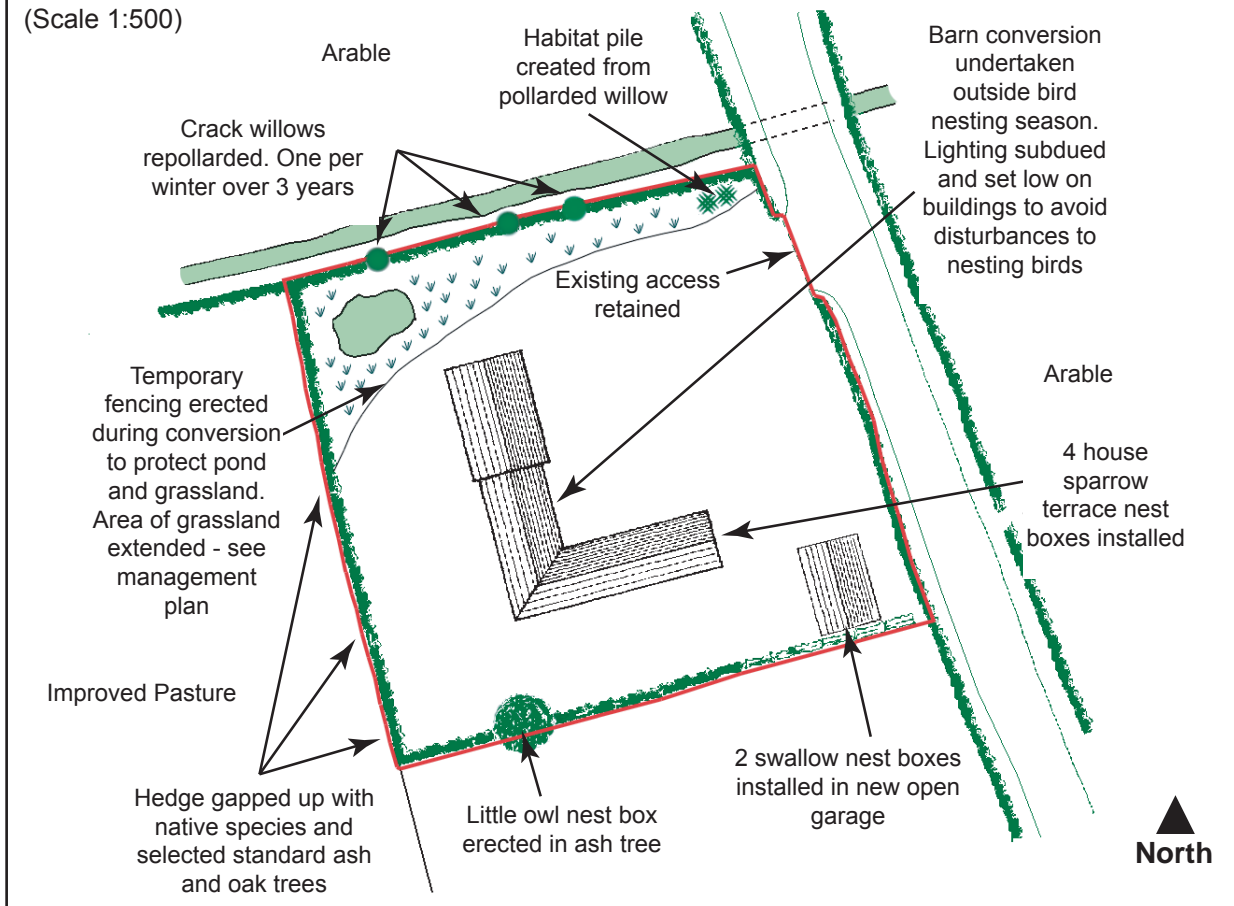 (Scale 1:500)
Arable
Habitat pile
created from
pollarded willow
Barn conversion
undertaken
outside bird
nesting season.
Lighting subdued
and set low on
buildings to avoid
disturbances to
nesting birds
Crack willows
repollarded. One per
winter over 3 years
Existing access
retained
Temporary
fencing erected
during conversion
to protect pond
and grassland.
Area of grassland
extended - see
management
plan
Arable
4 house
sparrow
terrace nest
boxes installed
Improved Pasture
Hedge gapped up with
native species and
selected standard ash
and oak trees
Little owl nest box
erected in ash tree
2 swallow nest boxes
installed in new open
garage
North